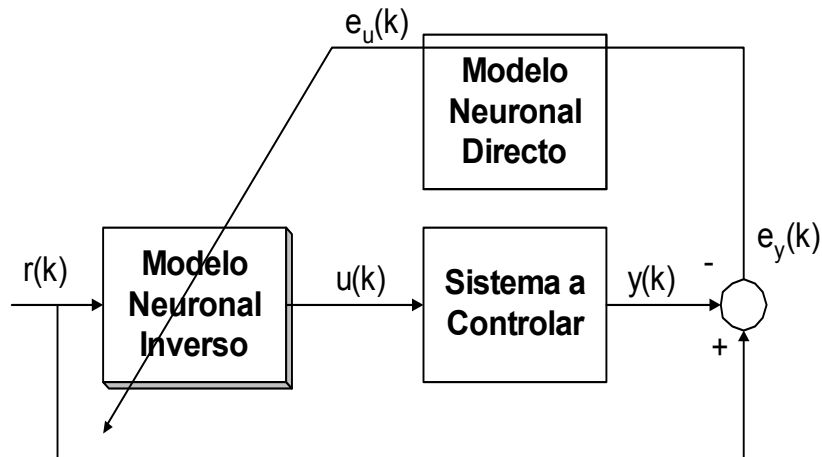 e_u(k)
Modelo
Neuronal
Directo
e_y(k)
r(k)
Modelo
Neuronal
Inverso
u(k)
Sistema a
Controlar
y(k)
-
+